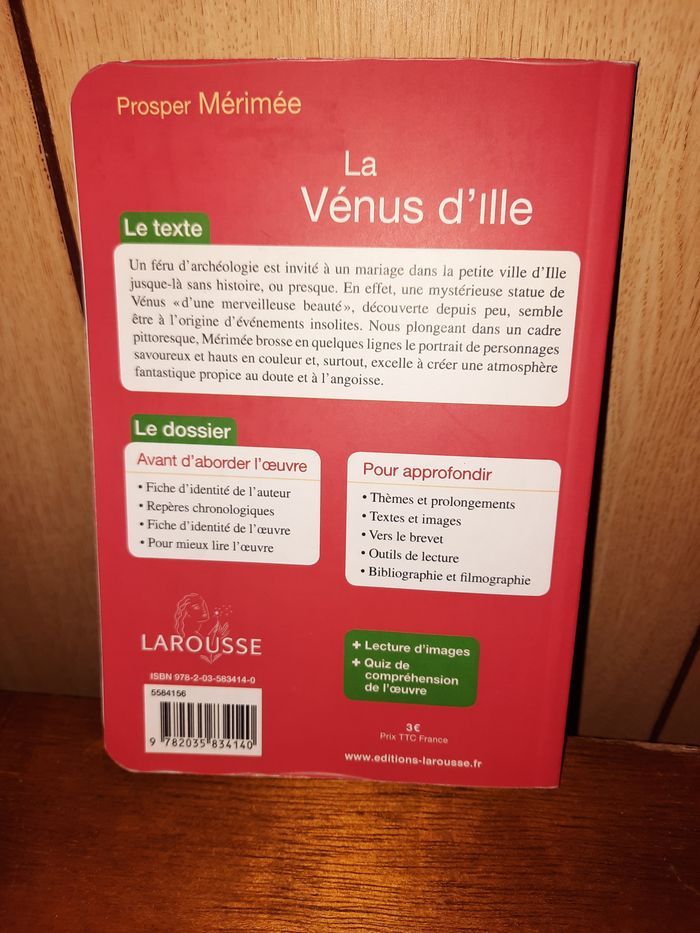 Prosper Mérimée
La
Vénus d'Ille
Le texte
Un féru d'archéologie est invité à un mariage dans la petite ville d'Ille
jusque-là sans histoire, ou presque. En effet, une mystérieuse statue de
Vénus «d'une merveilleuse beauté», découverte depuis peu, semble
être à l'origine d'événements insolites. Nous plongeant dans un cadre
pittoresque, Mérimée brosse en quelques lignes le portrait de personnages
savoureux et hauts en couleur et, surtout, excelle à créer une atmosphère
fantastique propice au doute et à l'angoisse.
Le dossier
Avant d'aborder l'œuvre
• Fiche d'identité de l'auteur
• Repères chronologiques
• Fiche d'identité de l'œuvre
• Pour mieux lire l'œuvre
Pour approfondir
• Thèmes et prolongements
• Textes et images
• Vers le brevet
• Outils de lecture
• Bibliographie et filmographie
LAROUSSE
ISBN 978-2-03-583414-0
5584156
9 782035 834140
+ Lecture d'images
+ Quiz de
compréhension
de l'œuvre
3€
Prix TTC France
www.editions-larousse.fr